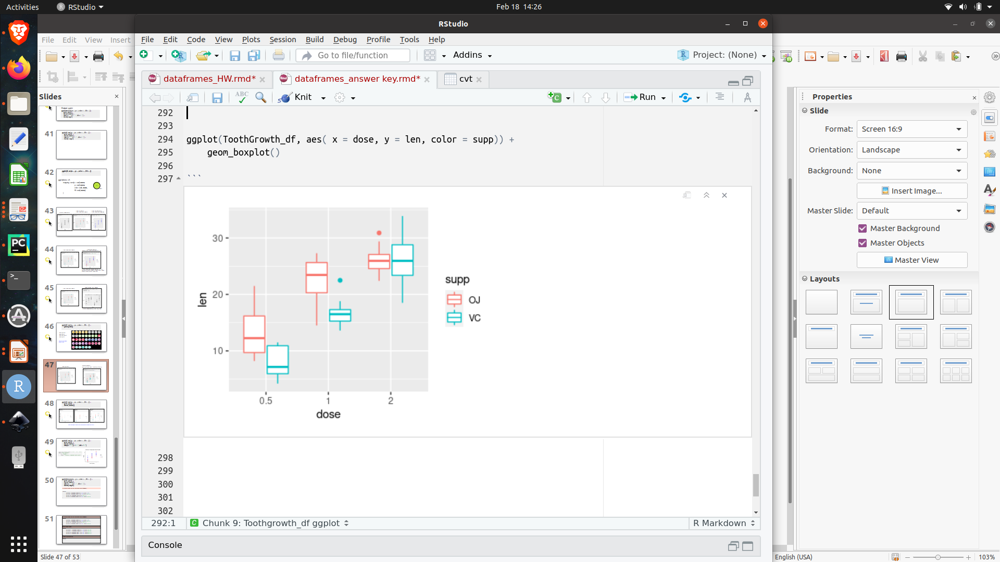 Activities
RStudio
Feb 18 14:26
RStudio
File Edit View Insert
File Edit Code View Plots Session Build Debug Profile Tools Help
Go to file/function
Addins
Project: (None)
dataframes_HW.rmd*
dataframes_answer key.rmd*
cvt
ABC
Knit
Run
Slides
41
42
43
44
45
46
47
48
49
50
51
292
293
294 ggplot(ToothGrowth_df, aes( x = dose, y = len, color = supp)) +
295 geom_boxplot()
296
297 ```
30
20
10
len
0.5 1 2
dose
supp
OJ
VC
298
299
300
301
302
292:1
C Chunk 9: Toothgrowth_df ggplot
R Markdown
Console
Properties
Slide
Format: Screen 16:9
Orientation: Landscape
Background: None
Insert Image...
Master Slide: Default
Master Background
Master Objects
Master View
Layouts
Slide 47 of 53
English (USA)
103%
PC
R